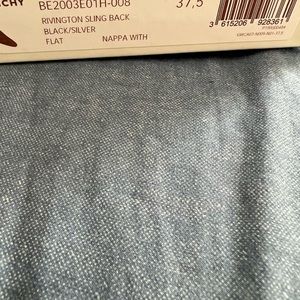 CHY BE2003E01H-008 37,5
RIVINGTON SLING BACK
BLACK/SILVER
FLAT NAPPA WITH
3 615206 928361